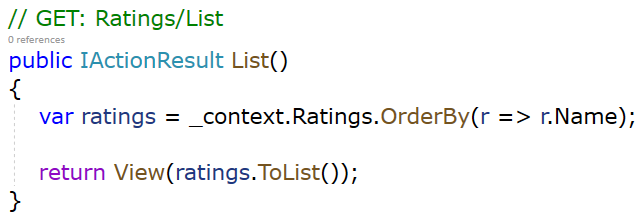 // GET: Ratings/List
0 references
public IActionResult List()
{
var ratings = _context.Ratings.OrderBy(r => r.Name);
return View(ratings.ToList());
}